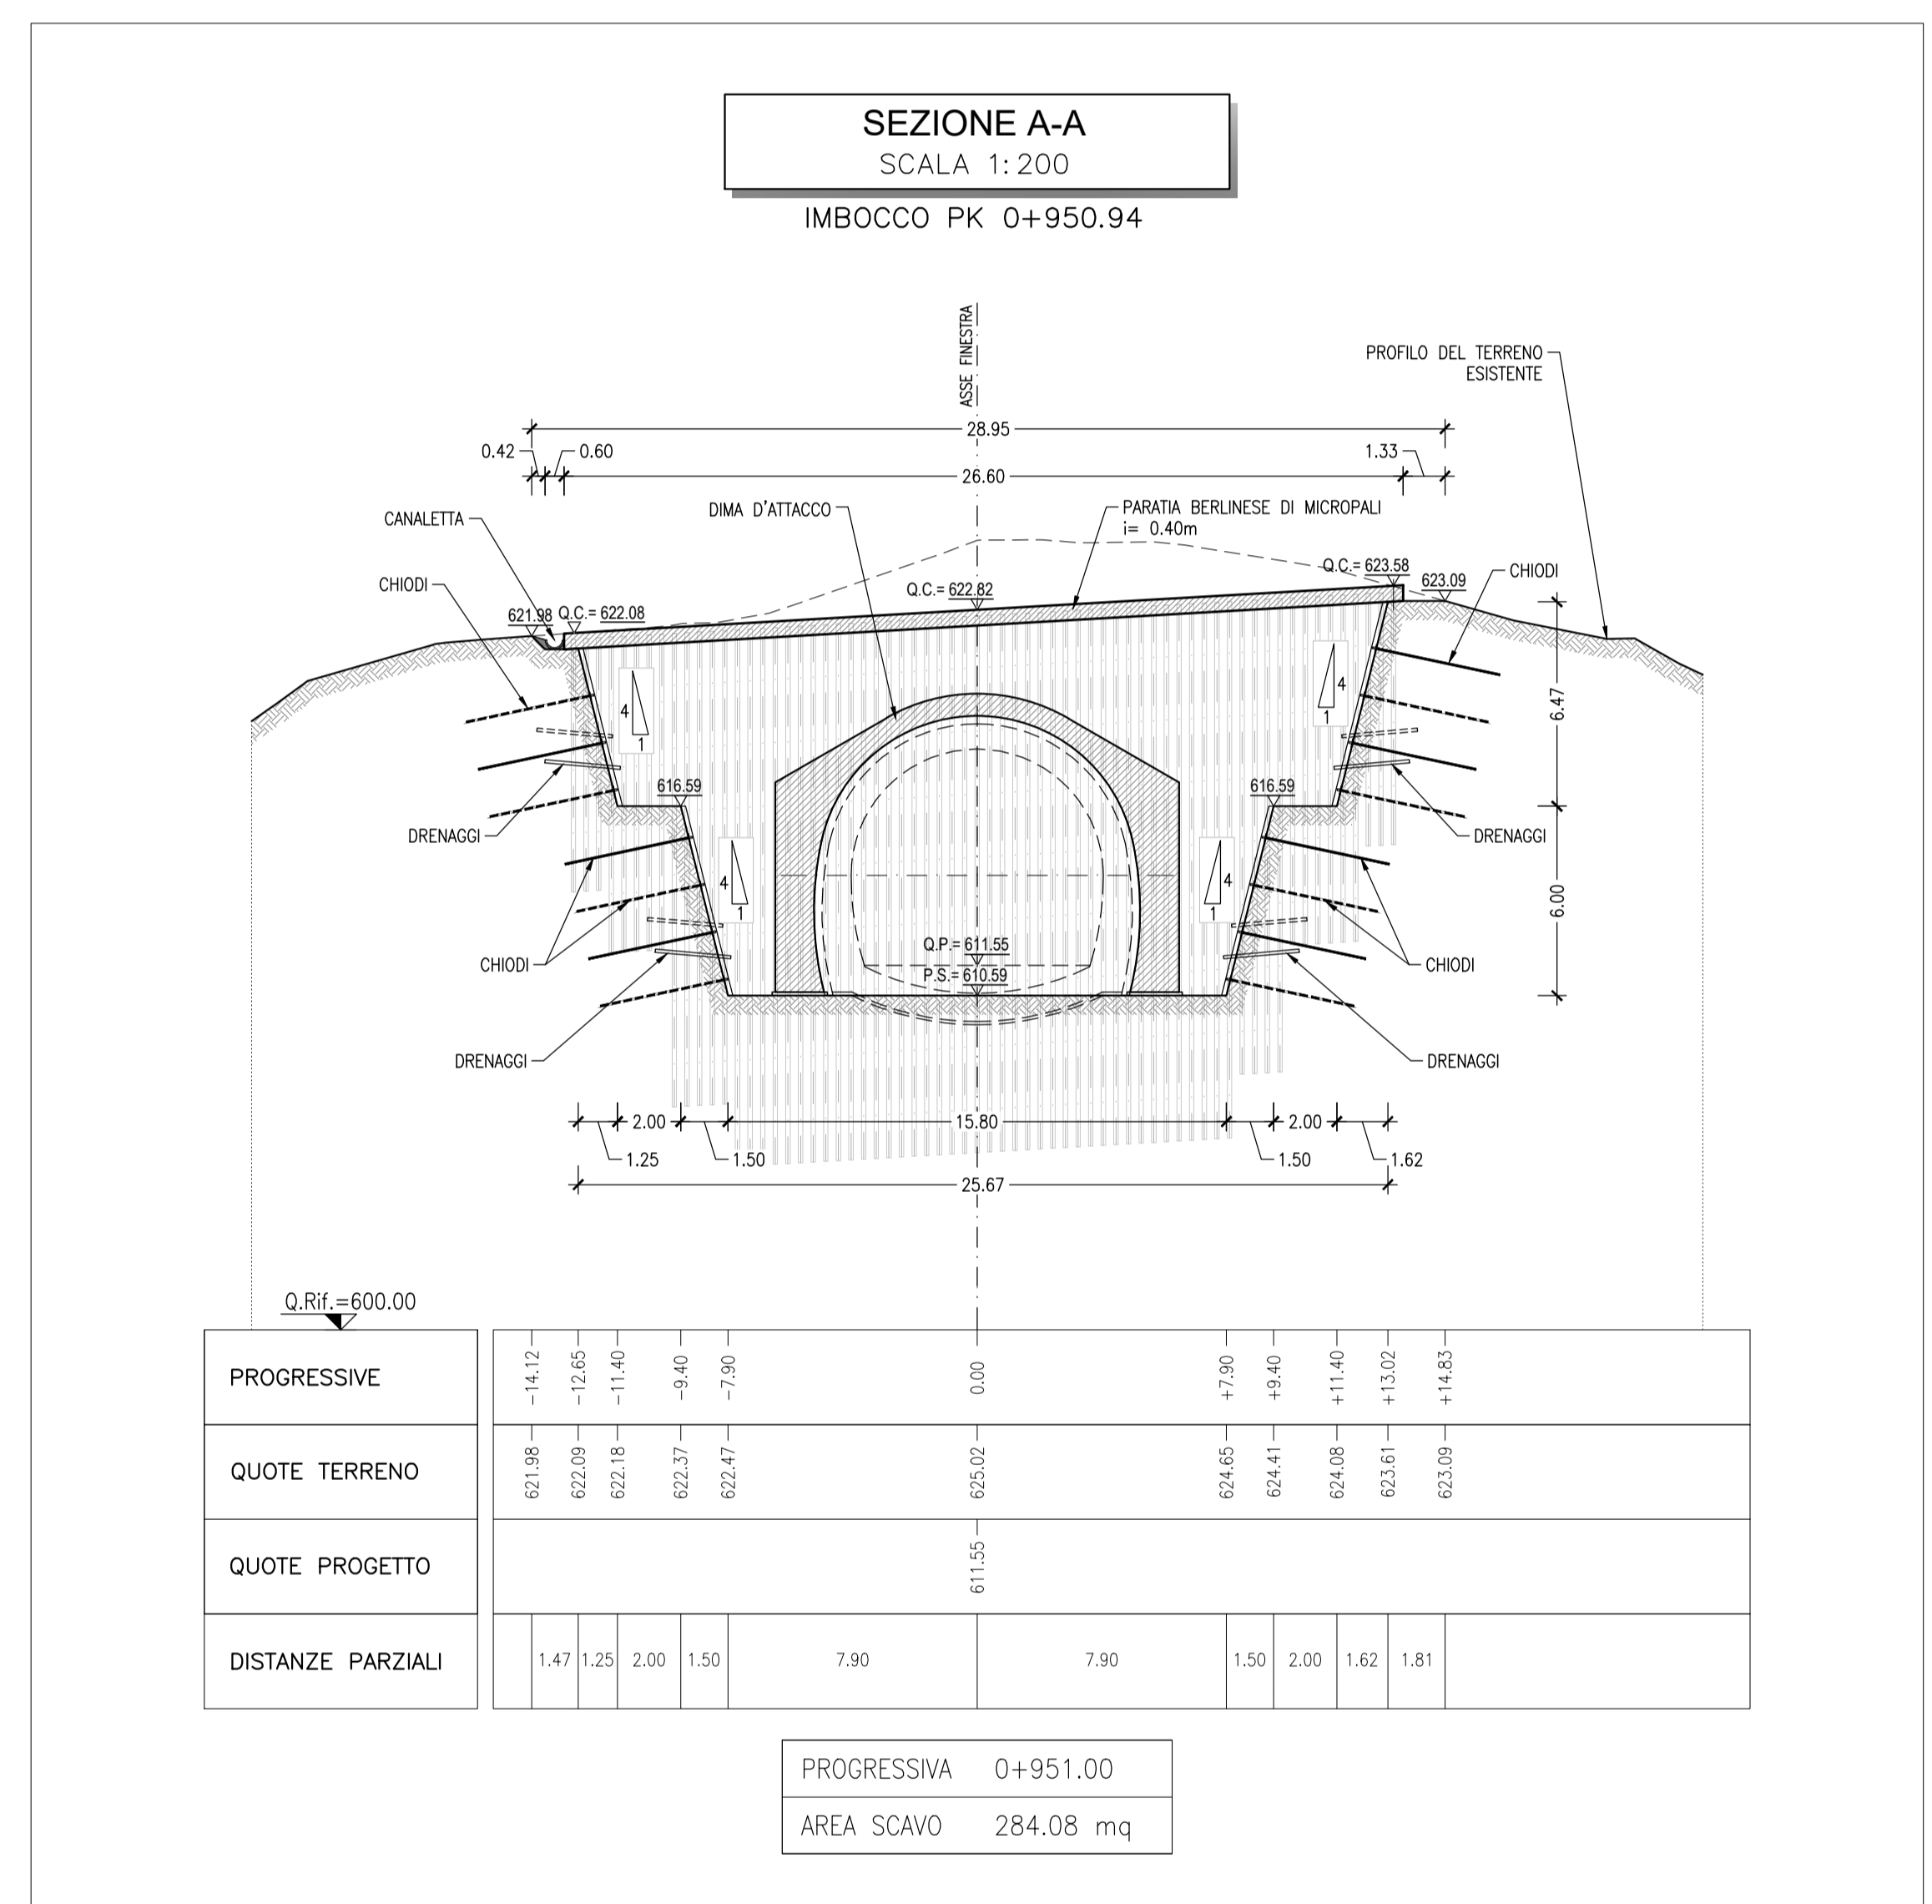 SEZIONE A-A
SCALA 1:200
IMBOCCO PK 0+950.94
ASSE FINESTRA
PROFILO DEL TERRENO
ESISTENTE
28.95
0.42
0.60
26.60
1.33
CANALETTA
DIMA D'ATTACCO
PARATIA BERLINESE DI MICROPALI
i= 0.40m
CHIODI
621.98
Q.C.= 622.08
Q.C.= 622.82
Q.C.= 623.58
623.09
CHIODI
4
1
4
1
6.47
616.59
616.59
DRENAGGI
DRENAGGI
4
1
4
1
6.00
CHIODI
Q.P.= 611.55
P.S.= 610.59
CHIODI
DRENAGGI
DRENAGGI
2.00
15.80
2.00
1.25
1.50
1.50
1.62
25.67
Q.Rif.=600.00
PROGRESSIVE -14.12 -12.65 -11.40 -9.40 -7.90 0.00 +7.90 +9.40 +11.40 +13.02 +14.83
QUOTE TERRENO 621.98 622.09 622.18 622.37 622.47 625.02 624.65 624.41 624.08 623.61 623.09
QUOTE PROGETTO 611.55
DISTANZE PARZIALI 1.47 1.25 2.00 1.50 7.90 7.90 1.50 2.00 1.62 1.81
PROGRESSIVA 0+951.00
AREA SCAVO 284.08 mq